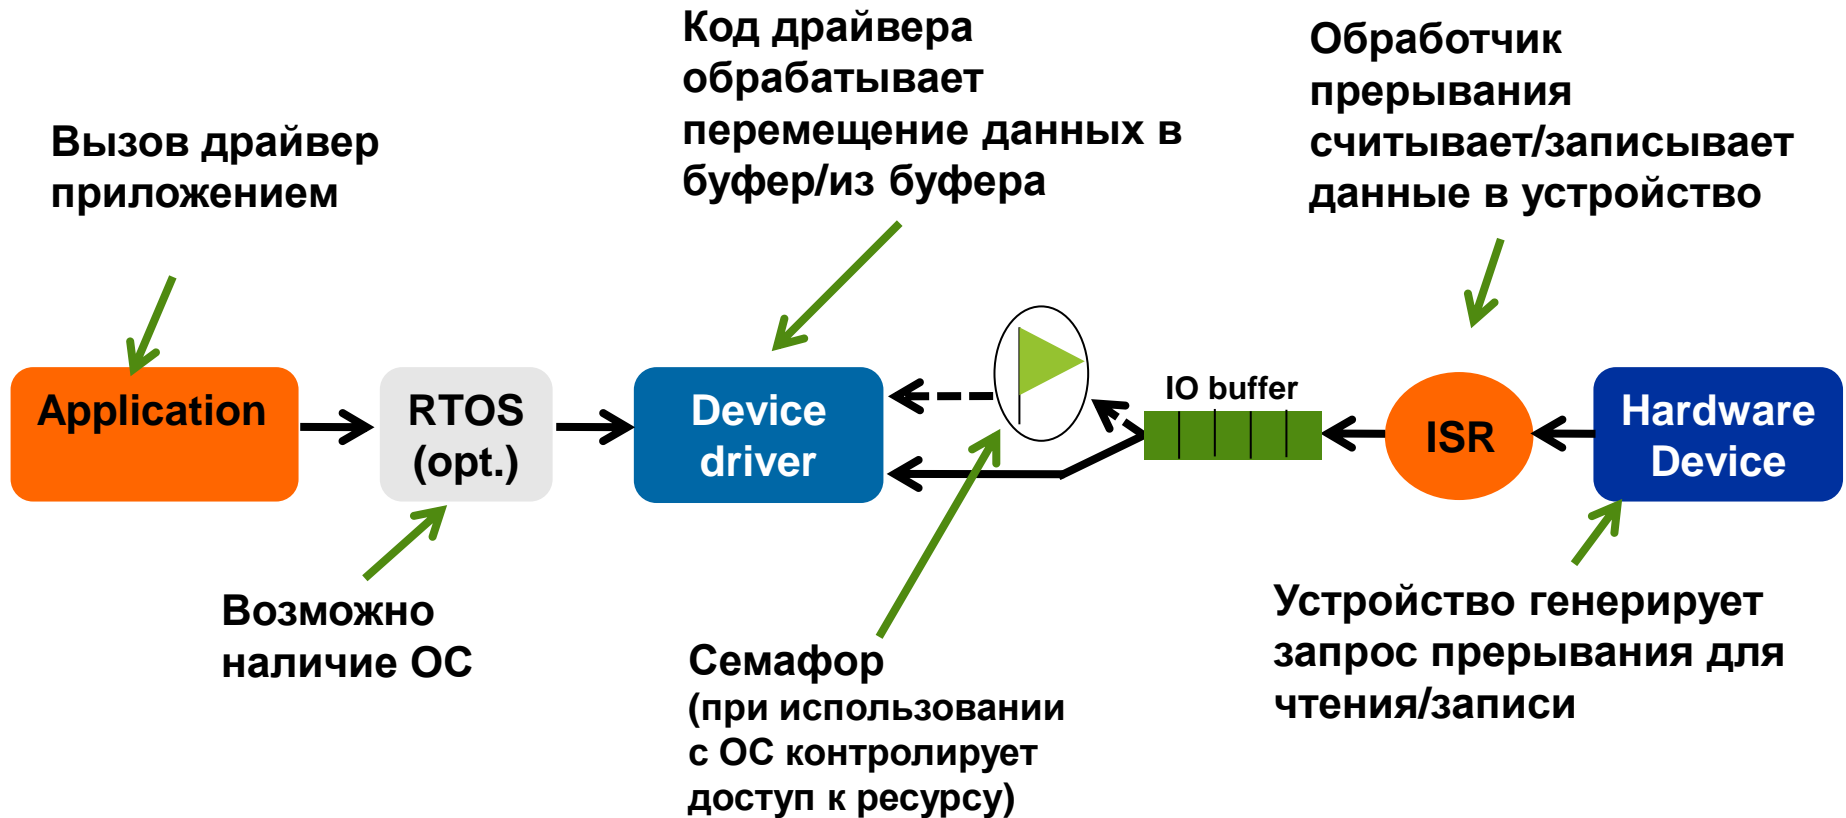 Код драйвера
обрабатывает
перемещение данных в
буфер/из буфера
Обработчик
прерывания
считывает/записывает
данные в устройство
Вызов драйвер
приложением
Application
RTOS
(opt.)
Device
driver
IO buffer
ISR
Hardware
Device
Возможно
наличие ОС
Семафор
(при использовании
с ОС контролирует
доступ к ресурсу)
Устройство генерирует
запрос прерывания для
чтения/записи